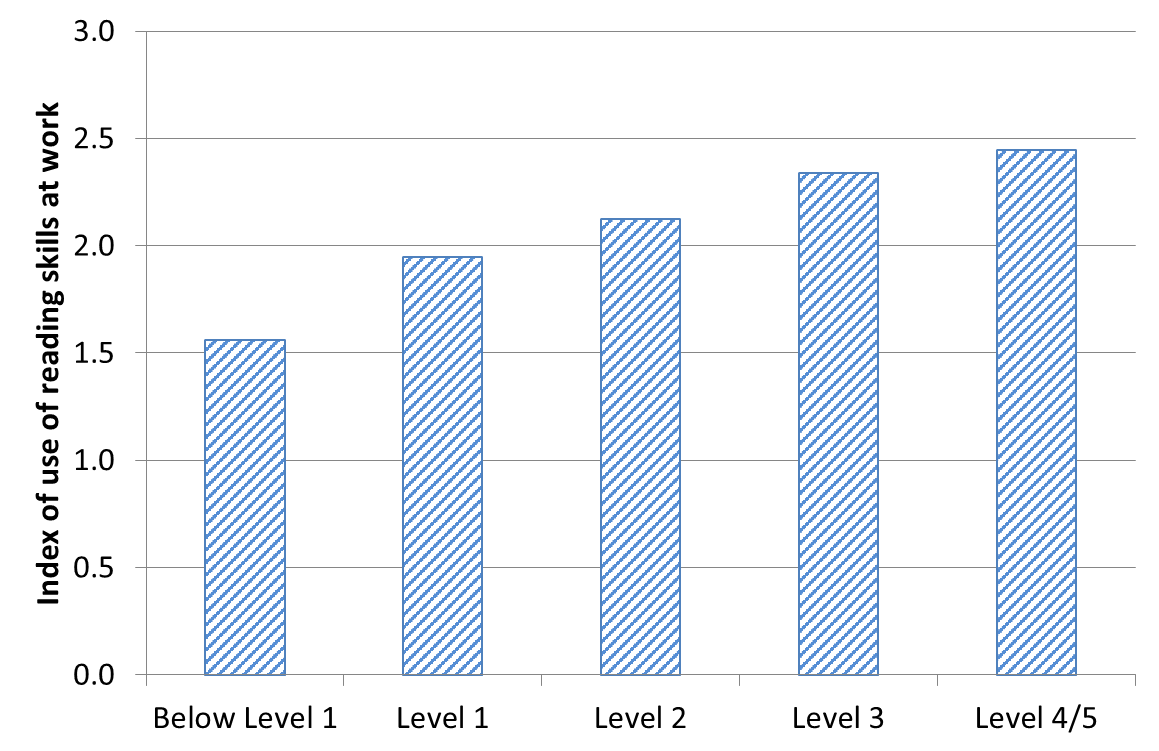 Index of use of reading skills at work
3.0
2.5
2.0
1.5
1.0
0.5
0.0
Below Level 1
Level 1
Level 2
Level 3
Level 4/5